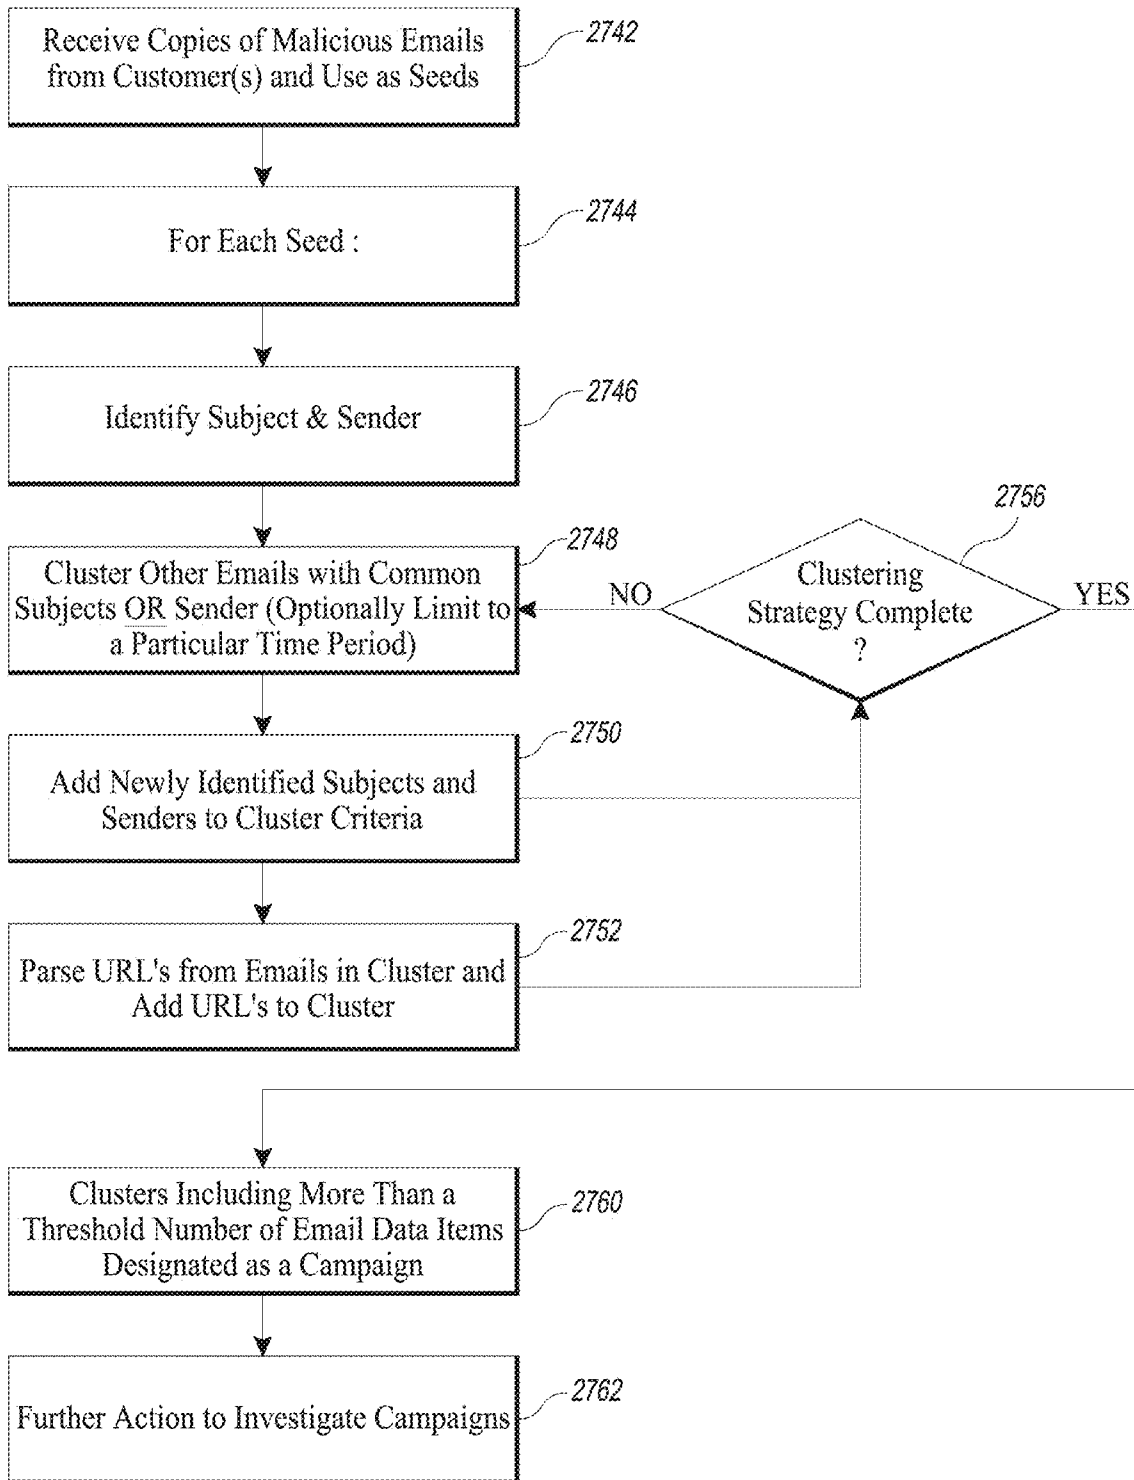 Receive Copies of Malicious Emails
from Customer(s) and Use as Seeds
2742
For Each Seed :
2744
Identify Subject & Sender
2746
Cluster Other Emails with Common
Subjects OR Sender (Optionally Limit to
a Particular Time Period)
2748
NO
Clustering
Strategy Complete
?
2756
YES
Add Newly Identified Subjects and
Senders to Cluster Criteria
2750
Parse URL's from Emails in Cluster and
Add URL's to Cluster
2752
Clusters Including More Than a
Threshold Number of Email Data Items
Designated as a Campaign
2760
Further Action to Investigate Campaigns
2762